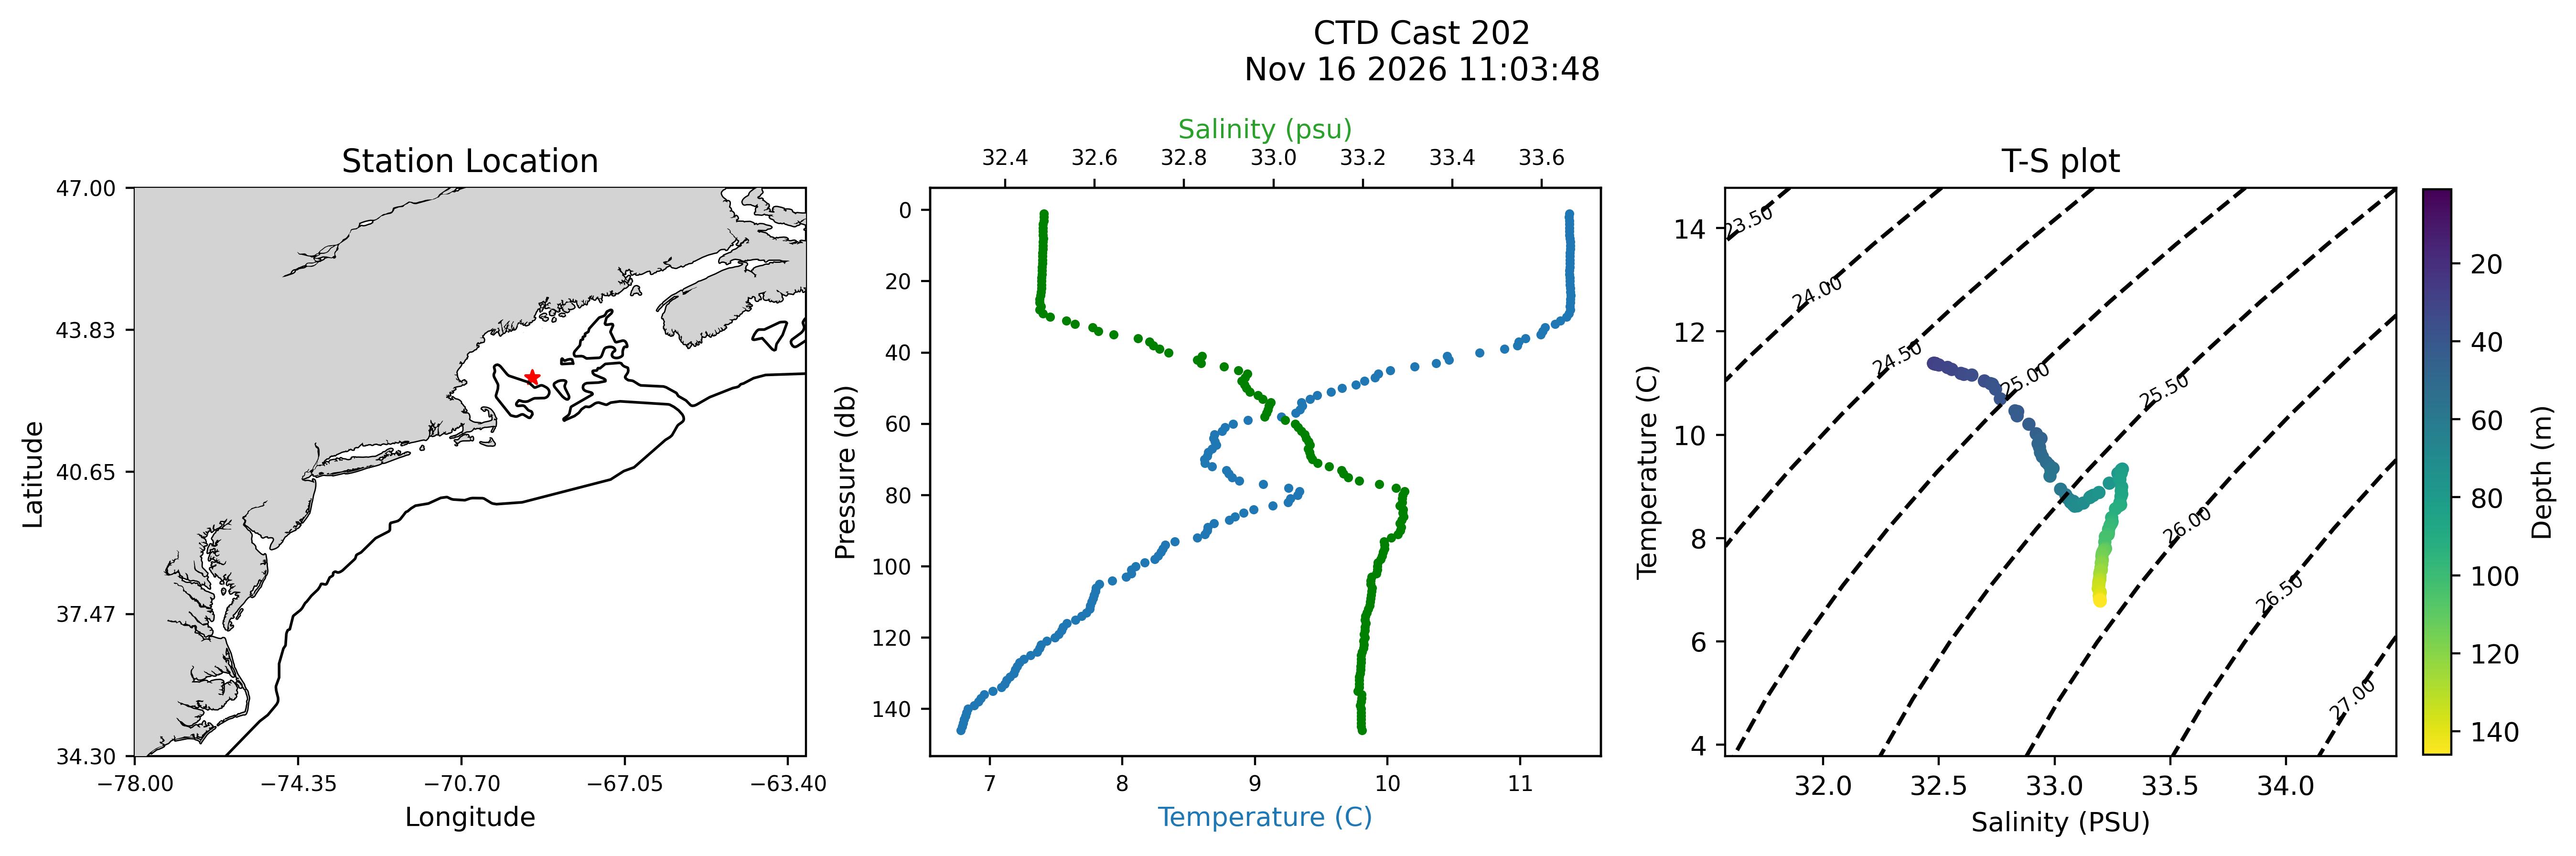 CTD Cast 202
Nov 16 2026 11:03:48
Station Location
47.00
43.83
40.65
37.47
34.30
Latitude
−78.00 −74.35 −70.70 −67.05 −63.40
Longitude
Salinity (psu)
32.4 32.6 32.8 33.0 33.2 33.4 33.6
0
20
40
60
80
100
120
140
Pressure (db)
7 8 9 10 11
Temperature (C)
T-S plot
14
12
10
8
6
4
Temperature (C)
23.50
24.00
24.50
25.00
25.50
26.00
26.50
27.00
32.0 32.5 33.0 33.5 34.0
Salinity (PSU)
20
40
60
80
100
120
140
Depth (m)